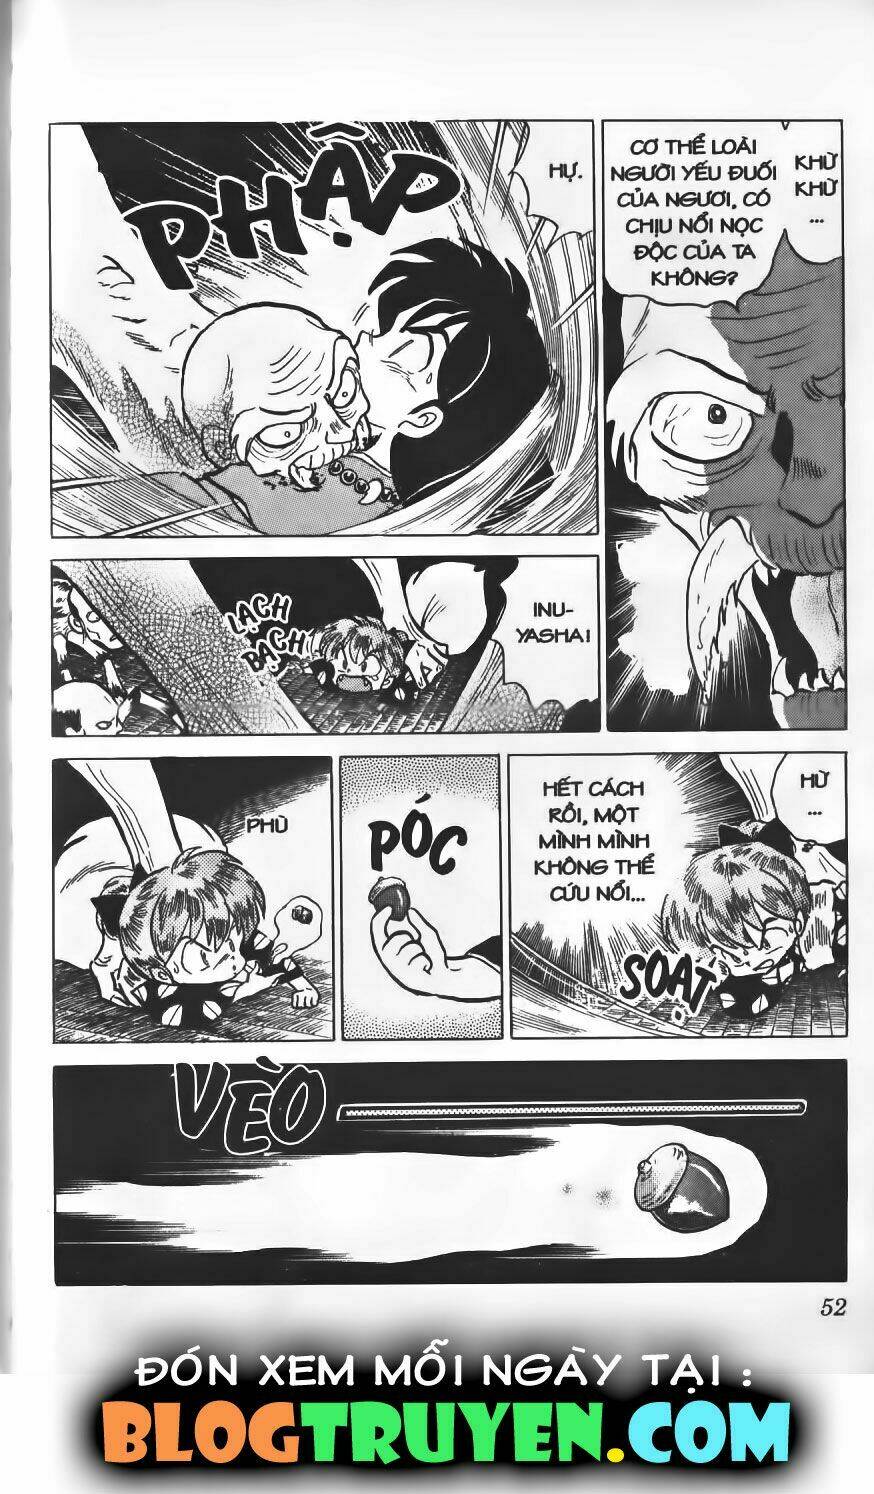 KHỪ
KHỪ
...
CƠ THỂ LOÀI
NGƯỜI YẾU ĐUỐI
CỦA NGƯƠI, CÓ
CHỊU NỔI NỌC
ĐỘC CỦA TA
KHÔNG?
HỰ.
PHẬP
INU-
YASHA!
LẠCH
BẠCH
HỪ
...
HẾT CÁCH
RỒI, MỘT
MÌNH MÌNH
KHÔNG THỂ
CỨU NỔI...
SOẠT
PÓC
PHÙ
VÈO
52
ĐÓN XEM MỖI NGÀY TẠI :
BLOGTRUYEN.COM